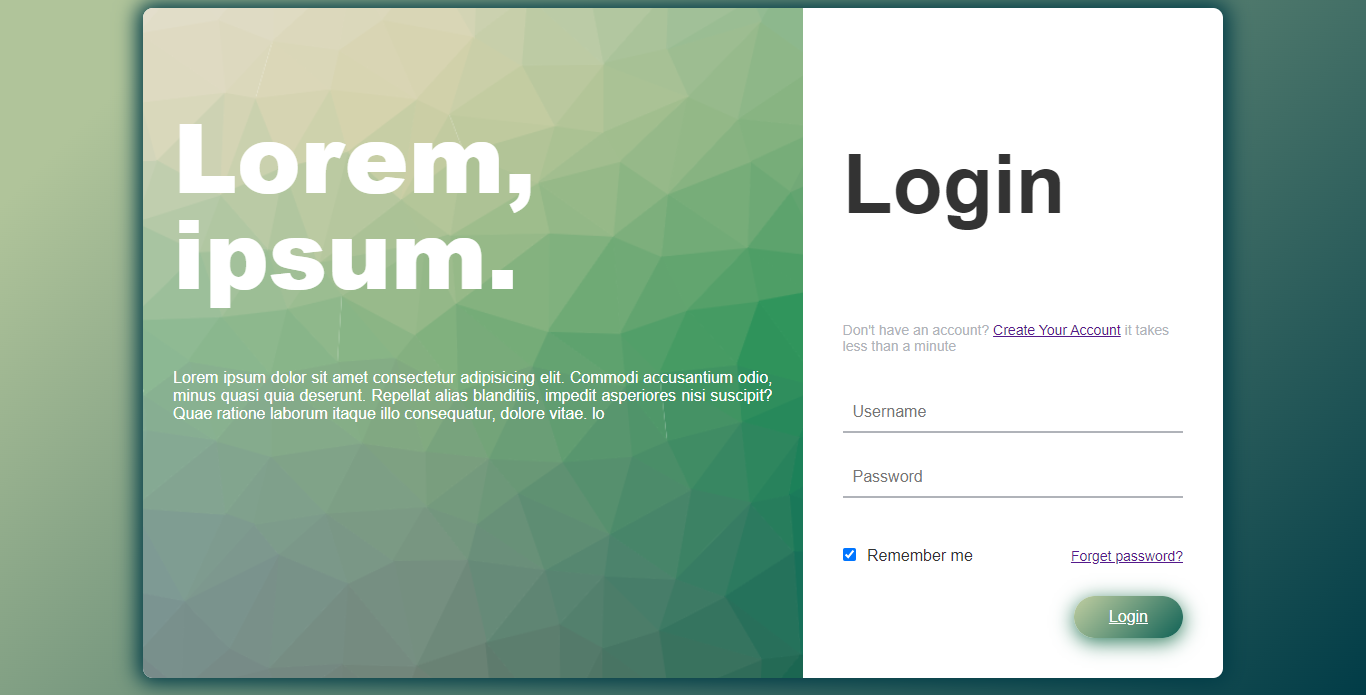 Lorem,
ipsum.
Lorem ipsum dolor sit amet consectetur adipisicing elit. Commodi accusantium odio,
minus quasi quia deserunt. Repellat alias blanditiis, impedit asperiores nisi suscipit?
Quae ratione laborum itaque illo consequatur, dolore vitae. lo
Login
Don't have an account? Create Your Account it takes
less than a minute
Username
Password
Remember me
Forget password?
Login